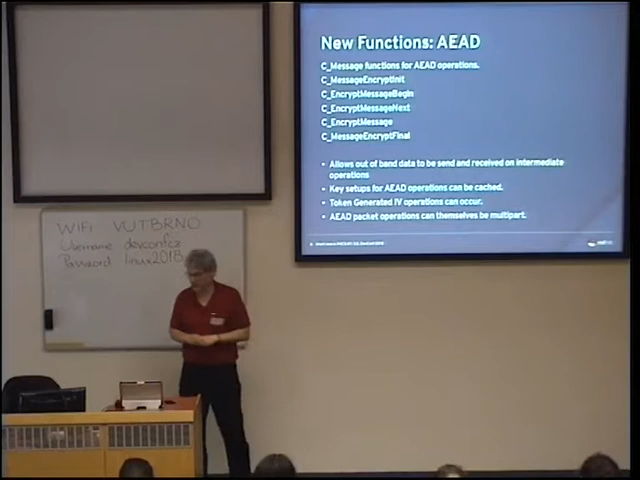 New Functions: AEAD
C_Message functions for AEAD operations.
C_MessageEncryptInit
C_EncryptMessageBegin
C_EncryptMessageNext
C_EncryptMessage
C_MessageEncryptFinal
• Allows out of band data to be send and received on intermediate
operations
• Key setups for AEAD operations can be cached.
• Token Generated IV operations can occur.
• AEAD packet operations can themselves be multipart.
WIFI VUTBRNO
Username devconfcz
Password linux2018